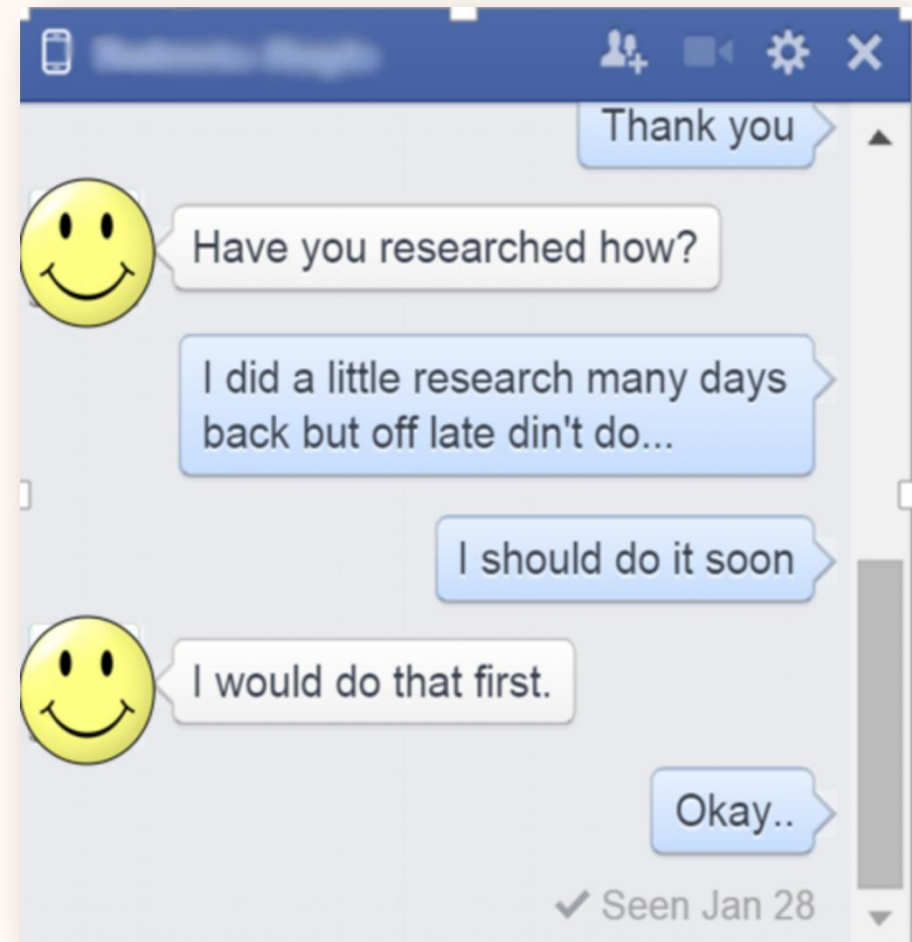 Thank you
Have you researched how?
I did a little research many days
back but off late din't do...
I should do it soon
I would do that first.
Okay..
Seen Jan 28